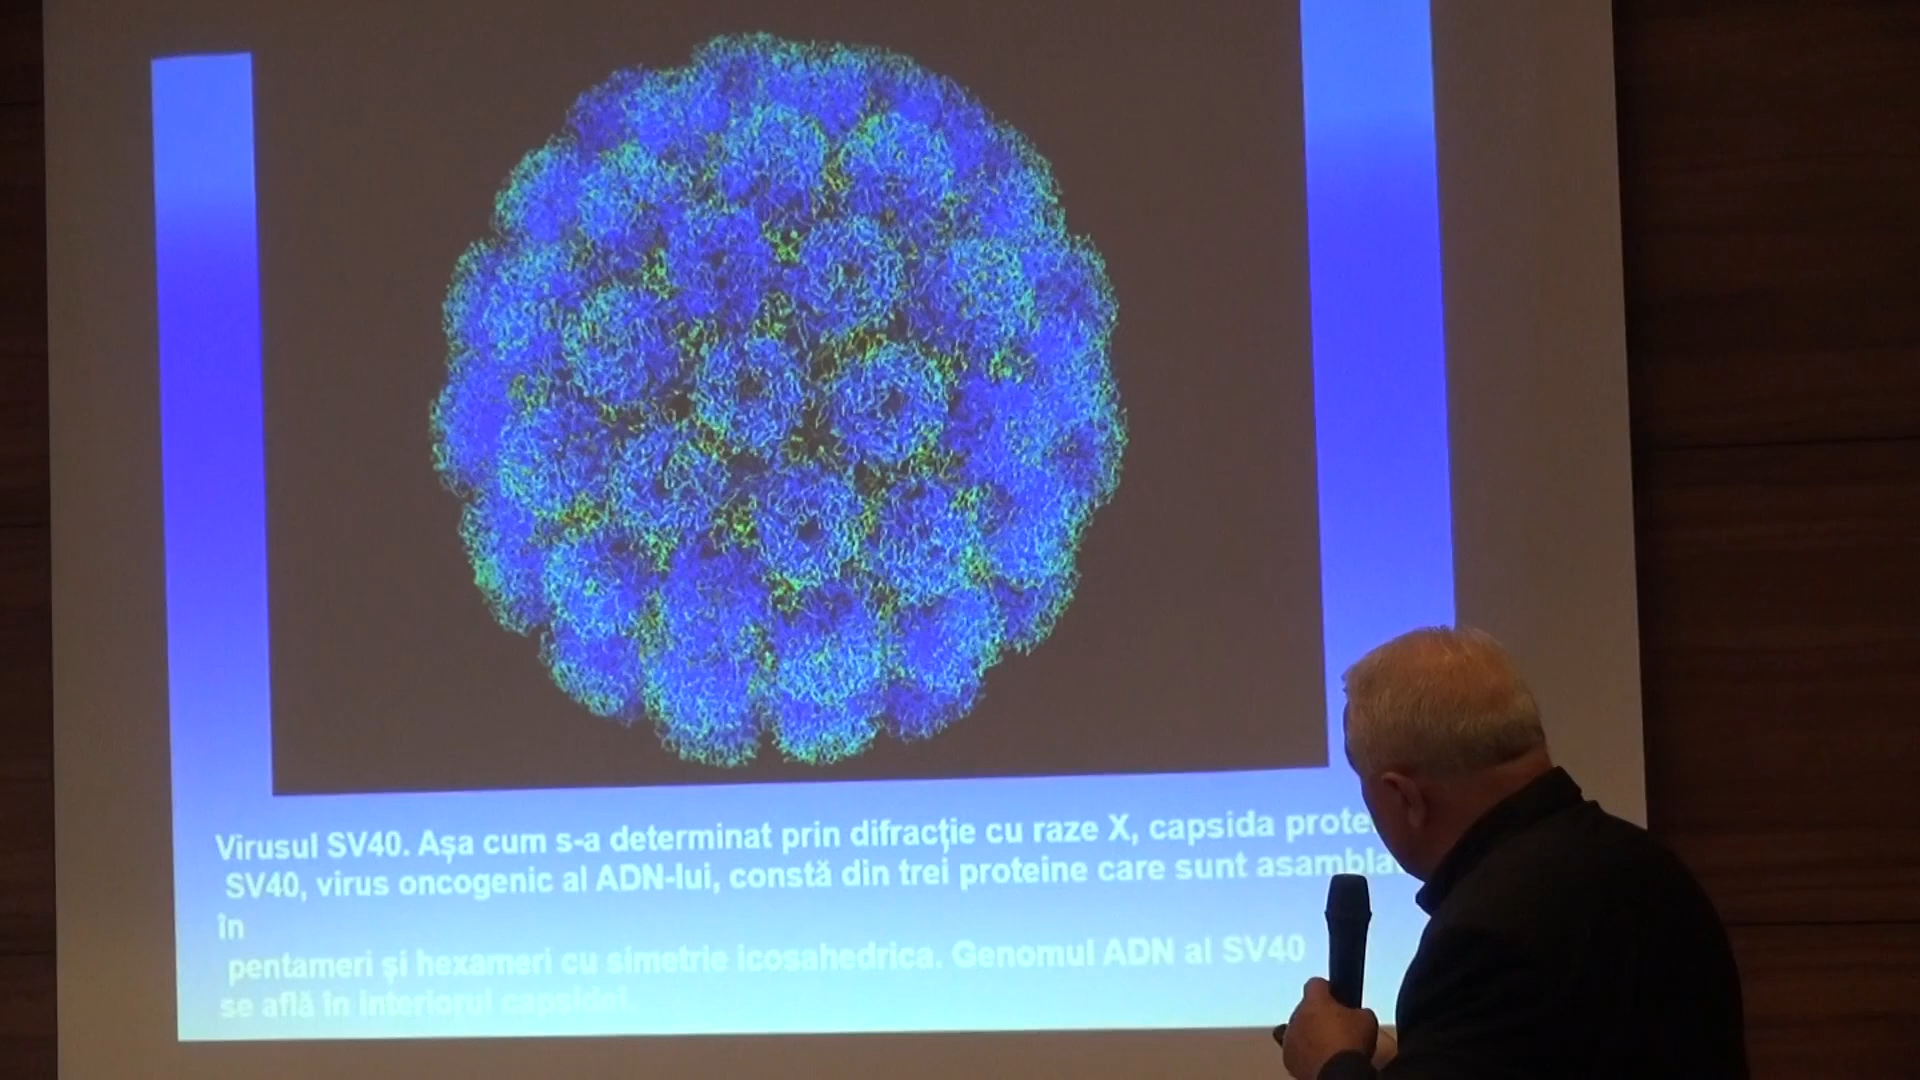 Virusul SV40. Așa cum s-a determinat prin difracție cu raze X, capsida
SV40, virus oncogenic al ADN-lui, constă din trei proteine care sunt
în
pentameri și hexameri cu simetrie icosahedrica. Genomul ADN al SV40
se află în interiorul capsidei.